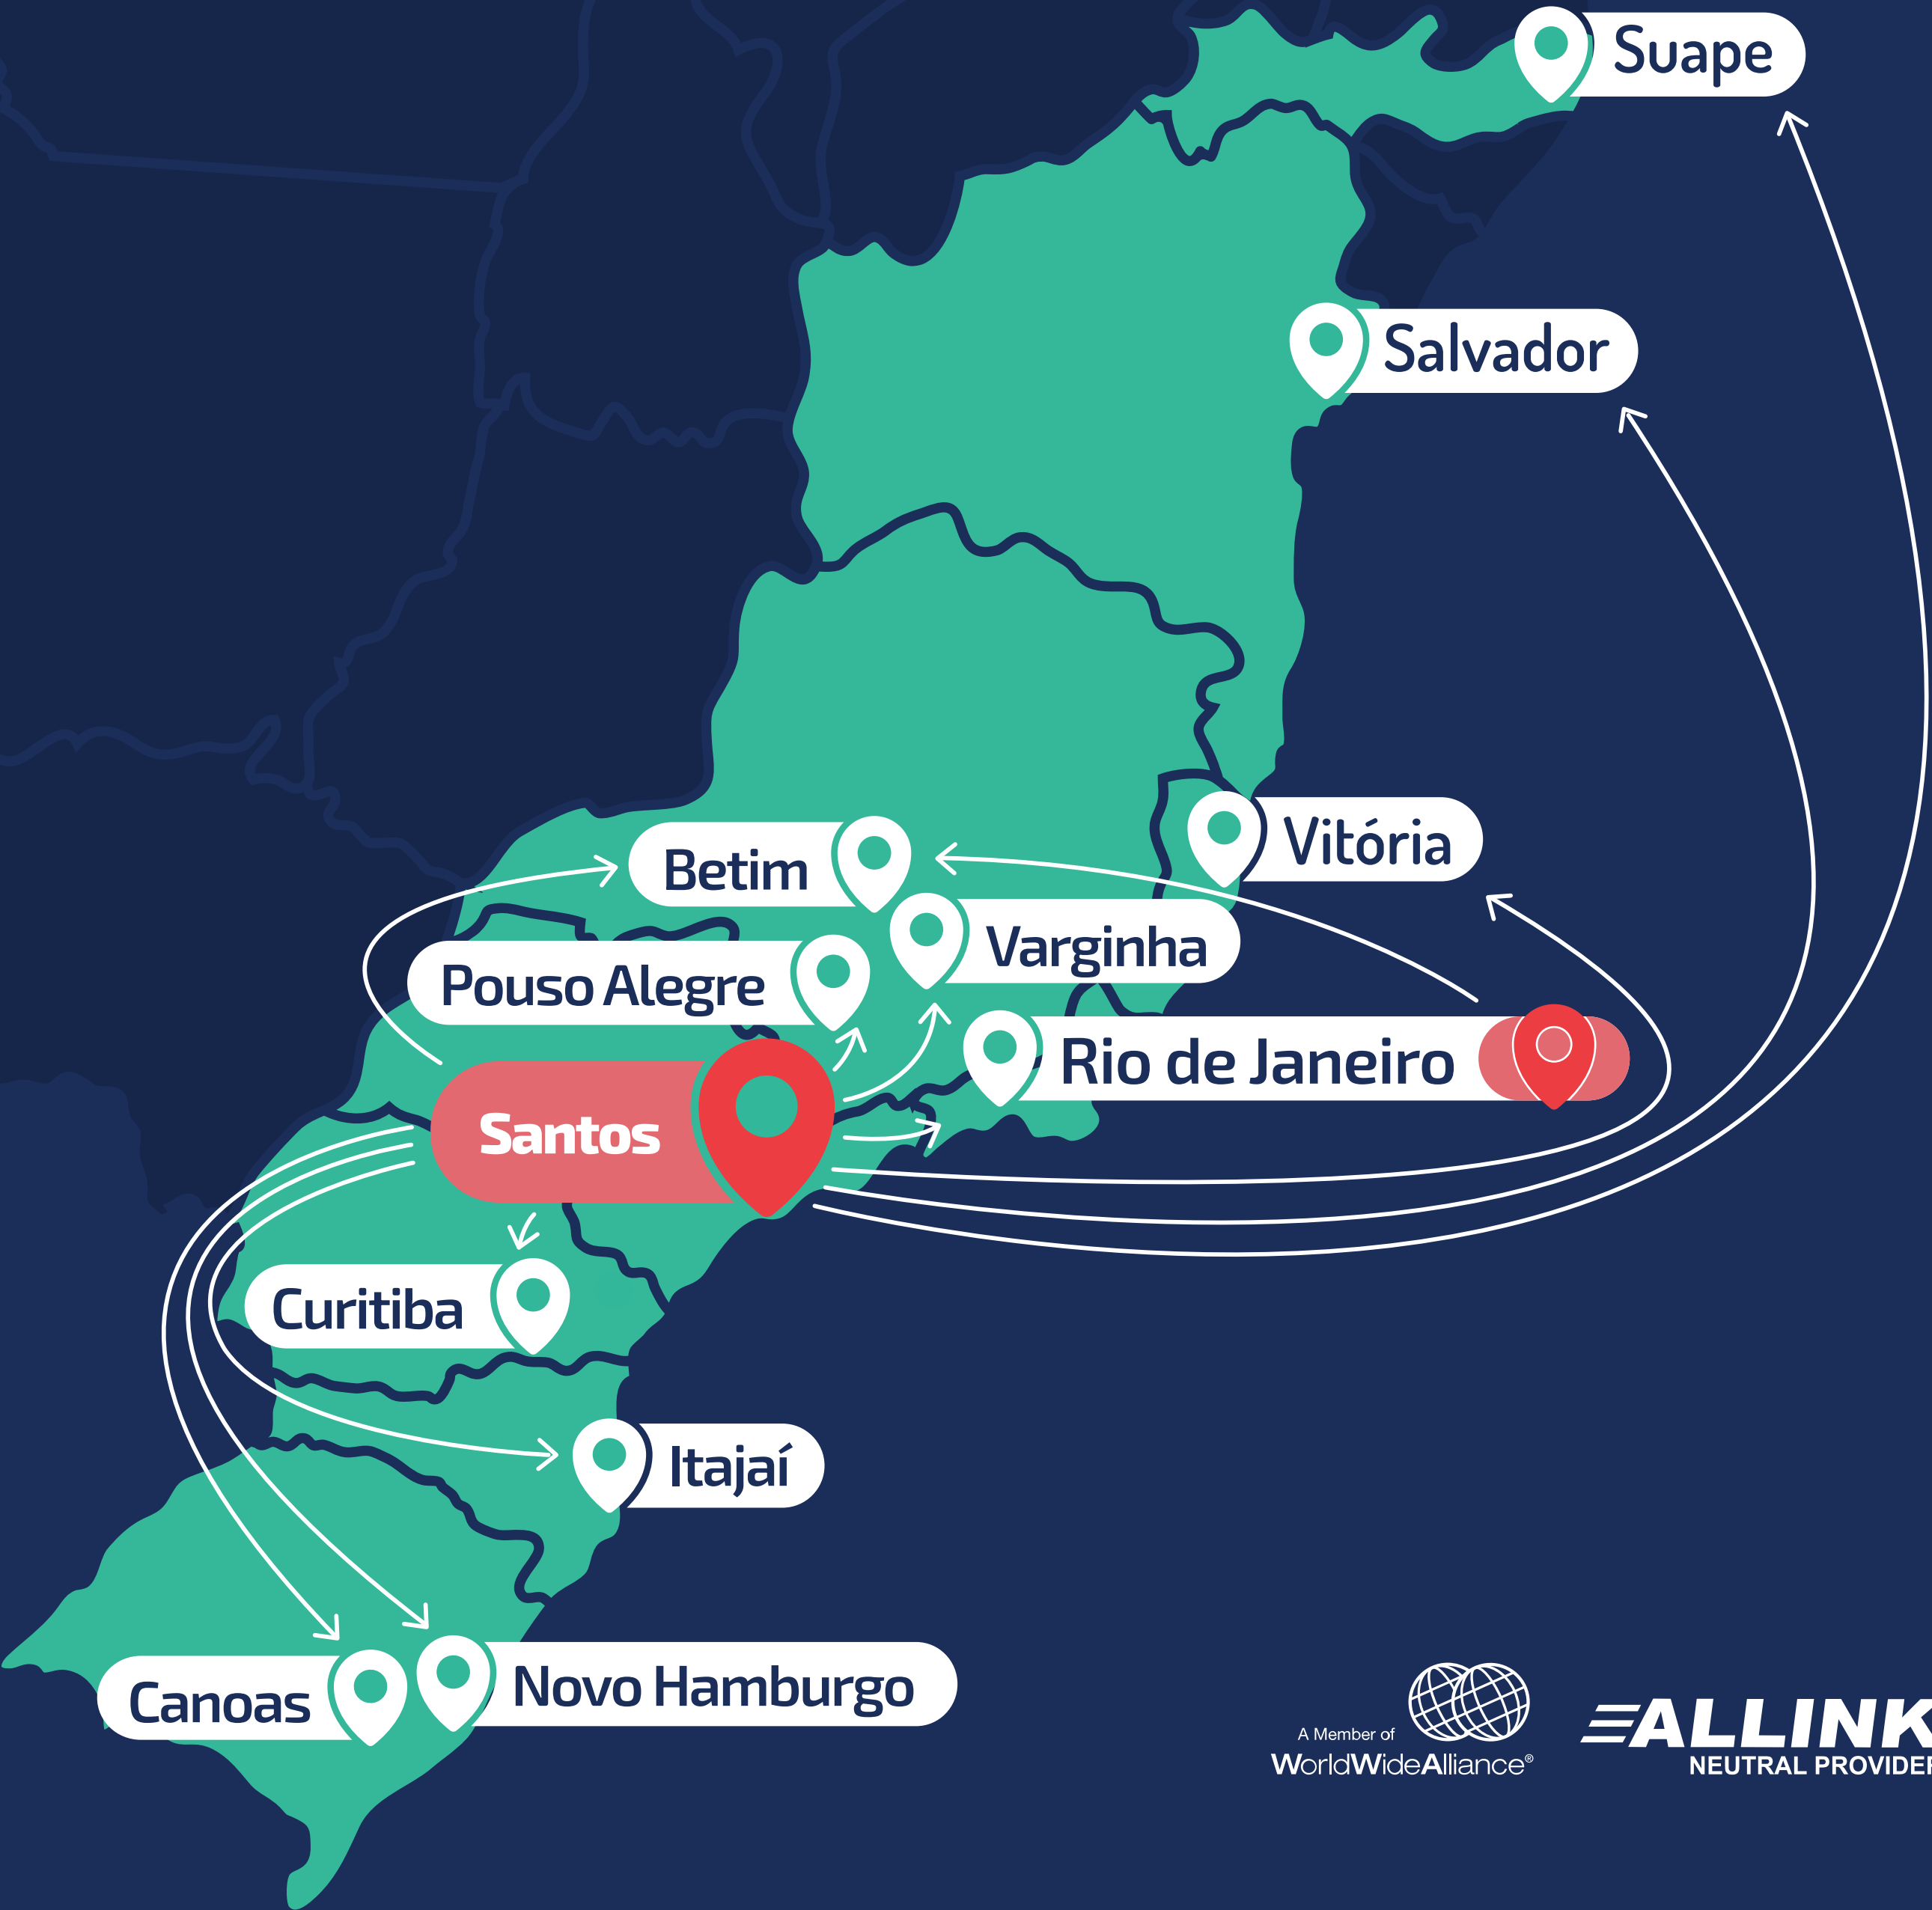 Suape
Salvador
Vitória
Betim
Varginha
Pouso Alegre
Rio de Janeiro
Santos
Curitiba
Itajaí
Novo Hamburgo
Canoas
A Member of
WorldWideAlliance®
ALLINK
NEUTRAL PROVIDER